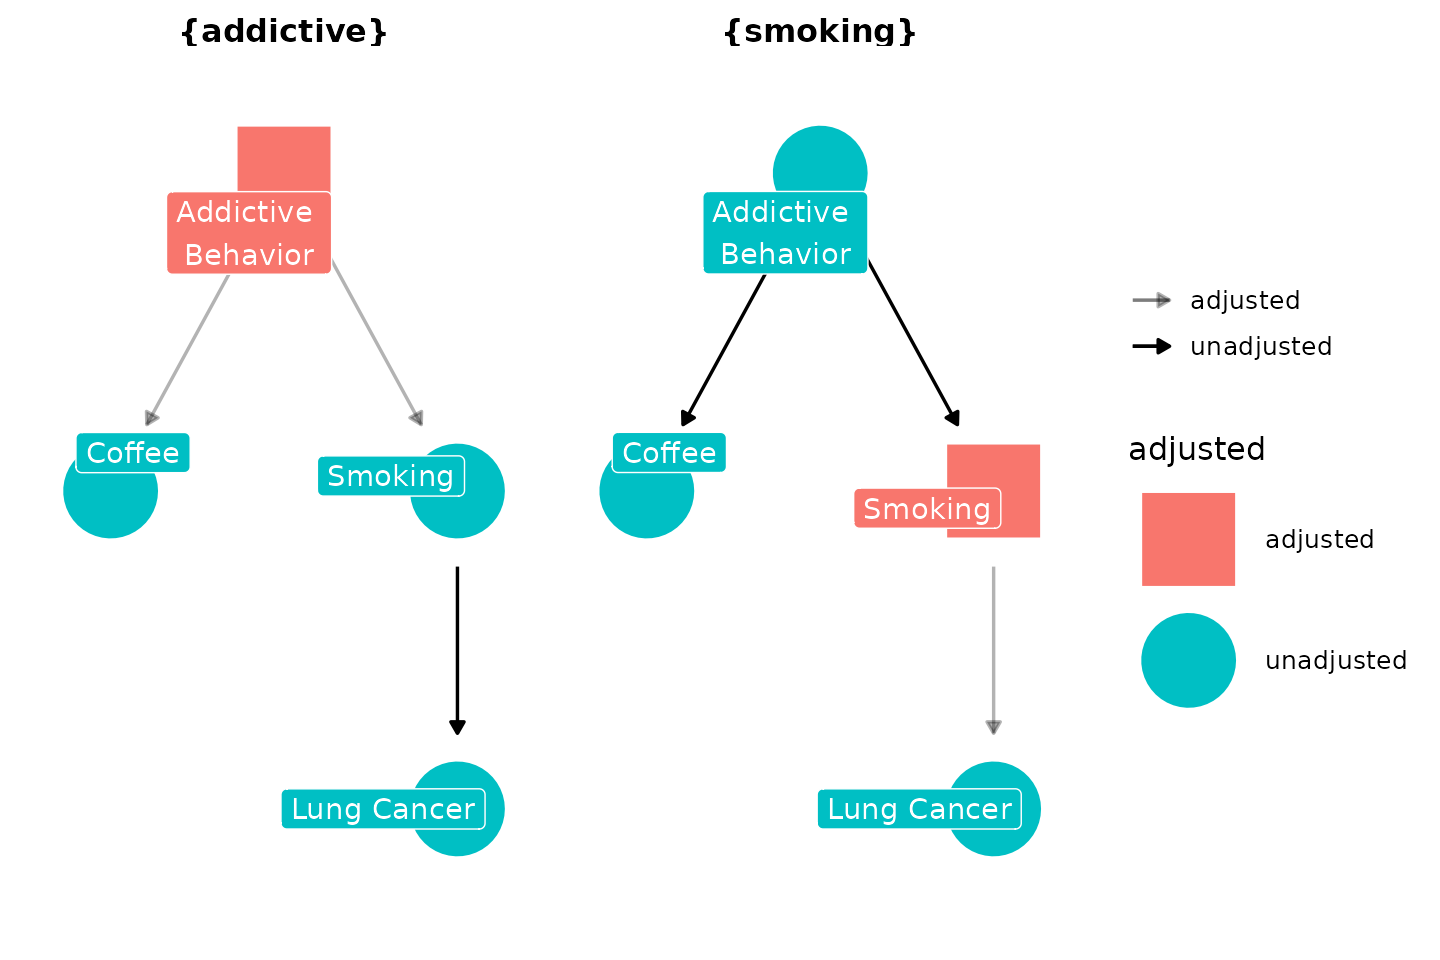 {addictive}
Addictive
Behavior
Coffee
Smoking
Lung Cancer
{smoking}
Addictive
Behavior
Coffee
Smoking
Lung Cancer
adjusted
unadjusted
adjusted
adjusted
unadjusted